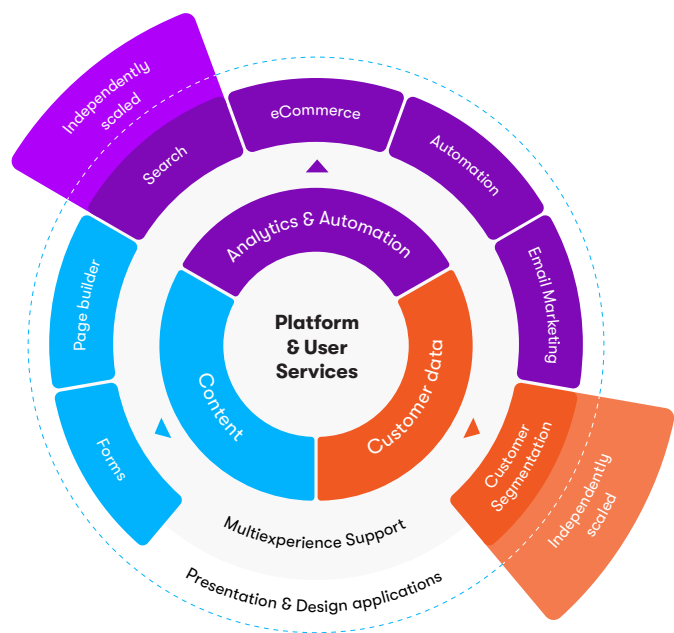 Independently
scaled
Search
eCommerce
Automation
Email Marketing
Page builder
Forms
Analytics & Automation
Content
Customer data
Platform
& User
Services
Customer
Segmentation
Independently
scaled
Multiexperience Support
Presentation & Design applications